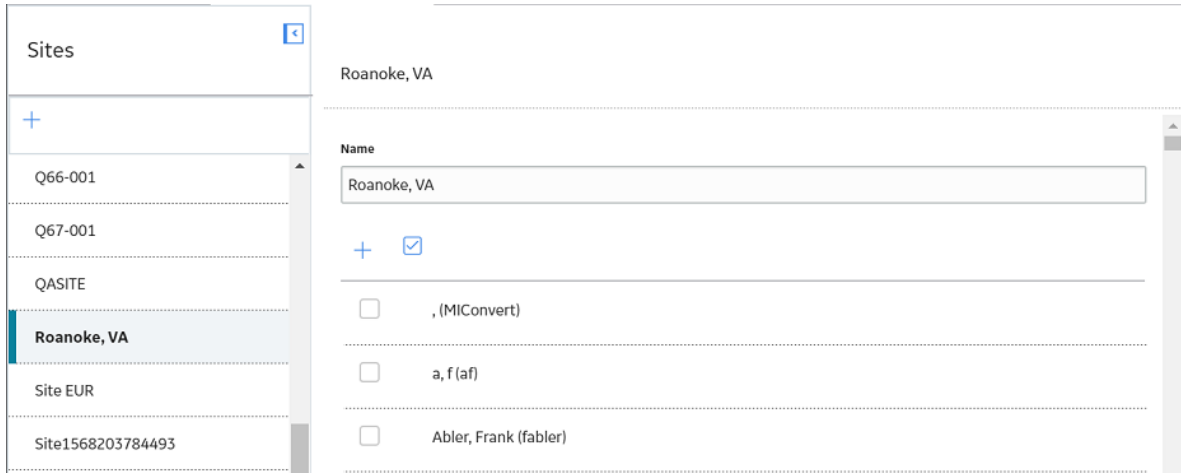 Sites
Q66-001
Q67-001
QASITE
Roanoke, VA
Site EUR
Site1568203784493
Roanoke, VA
Name
Roanoke, VA
, (MIConvert)
a, f (af)
Abler, Frank (fabler)